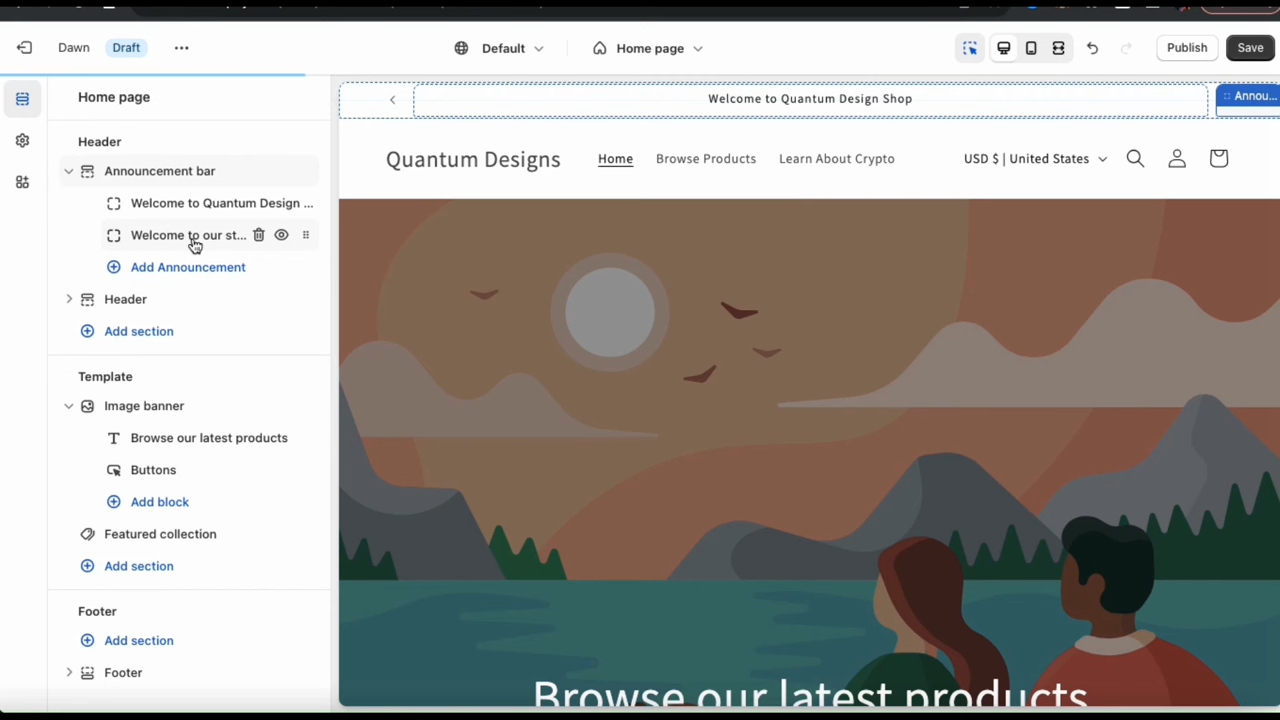 Dawn
Draft
Default
Home page
Publish
Save
Home page
Header
Announcement bar
Welcome to Quantum Design ...
Welcome to our st...
Add Announcement
Header
Add section
Template
Image banner
Browse our latest products
Buttons
Add block
Featured collection
Add section
Footer
Add section
Footer
Welcome to Quantum Design Shop
Annou...
Quantum Designs
Home
Browse Products
Learn About Crypto
USD $ | United States
Browse our latest products